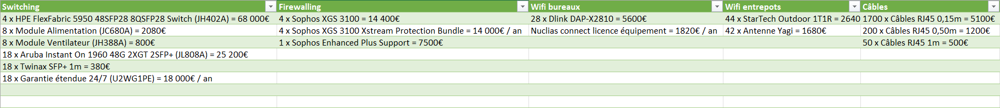 Switching Firewalling Wifi bureaux Wifi entrepots Câbles
4 x HPE FlexFabric 5950 48SFP28 8QSFP28 Switch (JH402A) = 68 000€ 4 x Sophos XGS 3100 = 14 400€ 28 x Dlink DAP-X2810 = 5600€ 44 x StarTech Outdoor 1T1R = 2640 1700 x Câbles RJ45 0,15m = 5100€
8 x Module Alimentation (JC680A) = 2080€ 4 x Sophos XGS 3100 Xstream Protection Bundle = 14 000€ / an Nuclias connect licence équipement = 1820€ / an 42 x Antenne Yagi = 1680€ 200 x Câbles RJ45 0,50m = 1200€
8 x Module Ventilateur (JH388A) = 800€ 1 x Sophos Enhanced Plus Support = 7500€ 50 x Câbles RJ45 1m = 500€
18 x Aruba Instant On 1960 48G 2XGT 2SFP+ (JL808A) = 25 200€
18 x Twinax SFP+ 1m = 380€
18 x Garantie étendue 24/7 (U2WG1PE) = 18 000€ / an